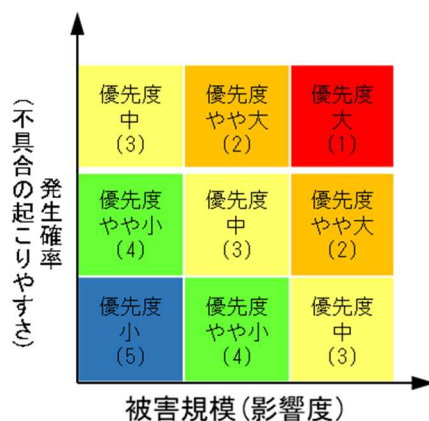 発生確率
（不具合の起こりやすさ）
優先度
中
(3)
優先度
やや大
(2)
優先度
大
(1)
優先度
やや小
(4)
優先度
中
(3)
優先度
やや大
(2)
優先度
小
(5)
優先度
やや小
(4)
優先度
中
(3)
被害規模(影響度)